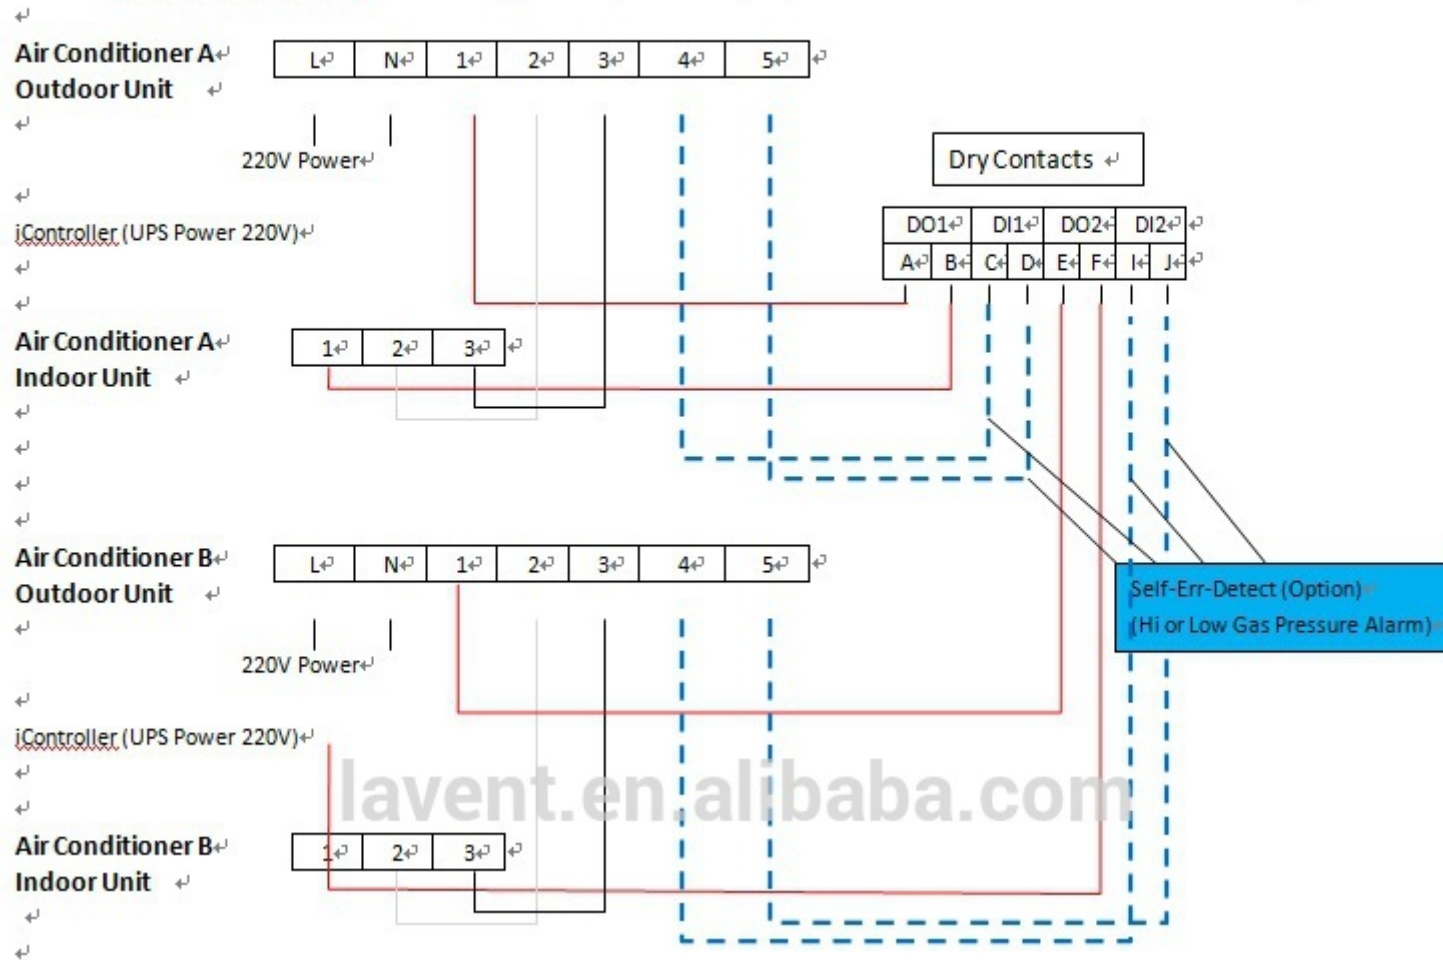 Air Conditioner A
Outdoor Unit
L N 1 2 3 4 5
220V Power
Dry Contacts
iController (UPS Power 220V)
DO1 DI1 DO2 DI2
A B C D E F I J
Air Conditioner A
Indoor Unit
1 2 3
Air Conditioner B
Outdoor Unit
L N 1 2 3 4 5
Self-Err-Detect (Option)
(Hi or Low Gas Pressure Alarm)
220V Power
iController (UPS Power 220V)
lavent.en.alibaba.com
Air Conditioner B
Indoor Unit
1 2 3